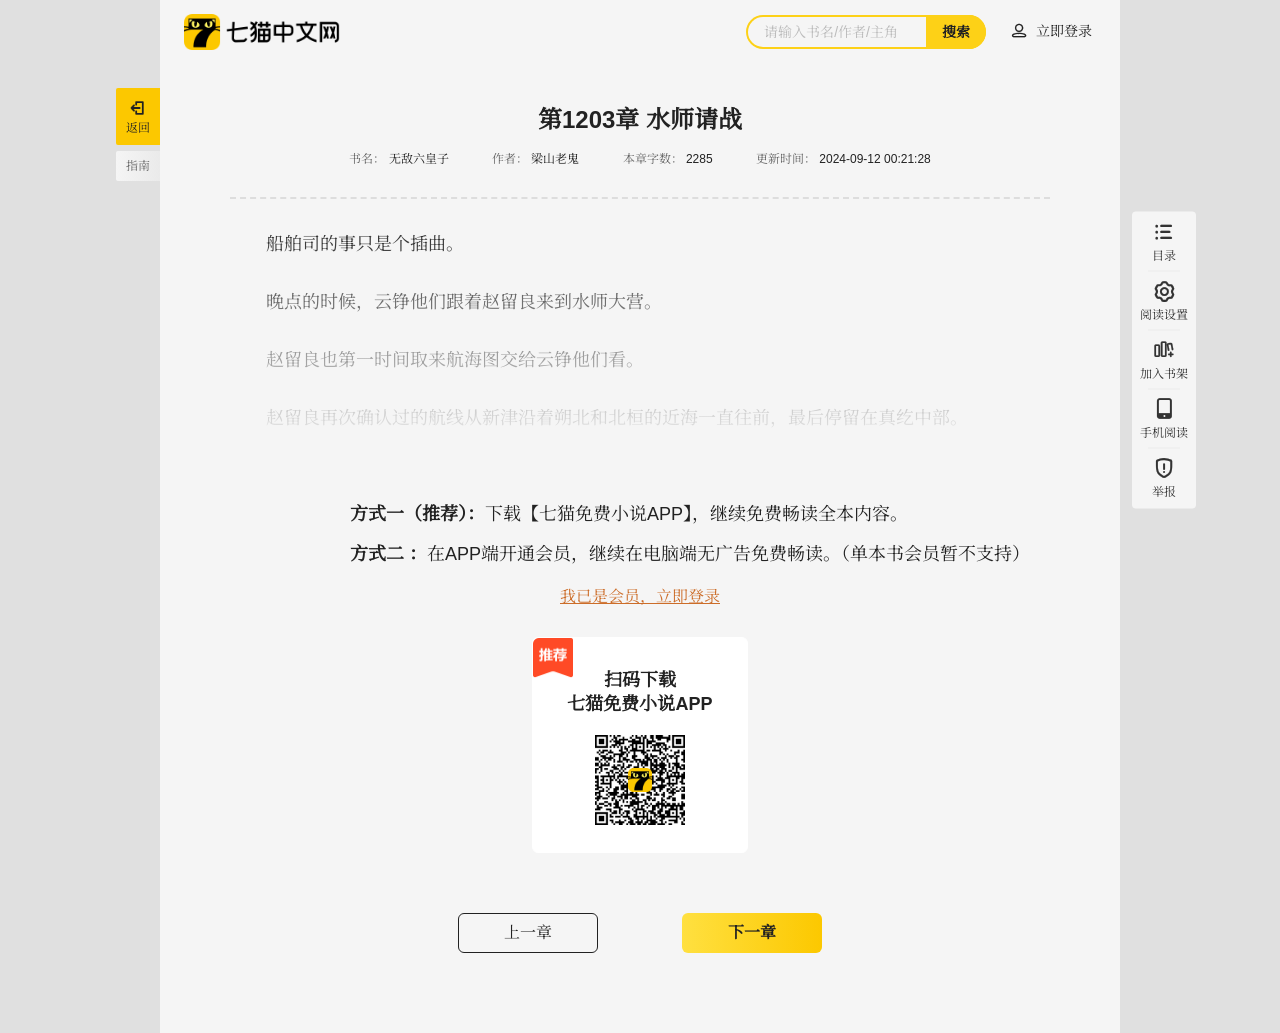 七猫中文网
请输入书名/作者/主角
搜索
立即登录
返回
指南
第1203章 水师请战
书名： 无敌六皇子 作者： 梁山老鬼 本章字数： 2285 更新时间： 2024-09-12 00:21:28
船舶司的事只是个插曲。
晚点的时候，云铮他们跟着赵留良来到水师大营。
赵留良也第一时间取来航海图交给云铮他们看。
赵留良再次确认过的航线从新津沿着朔北和北桓的近海一直往前，最后停留在真纥中部。
目录
阅读设置
加入书架
手机阅读
举报
方式一（推荐）：下载【七猫免费小说APP】，继续免费畅读全本内容。
方式二 ：在APP端开通会员，继续在电脑端无广告免费畅读。（单本书会员暂不支持）
我已是会员，立即登录
推荐
扫码下载
七猫免费小说APP
上一章
下一章